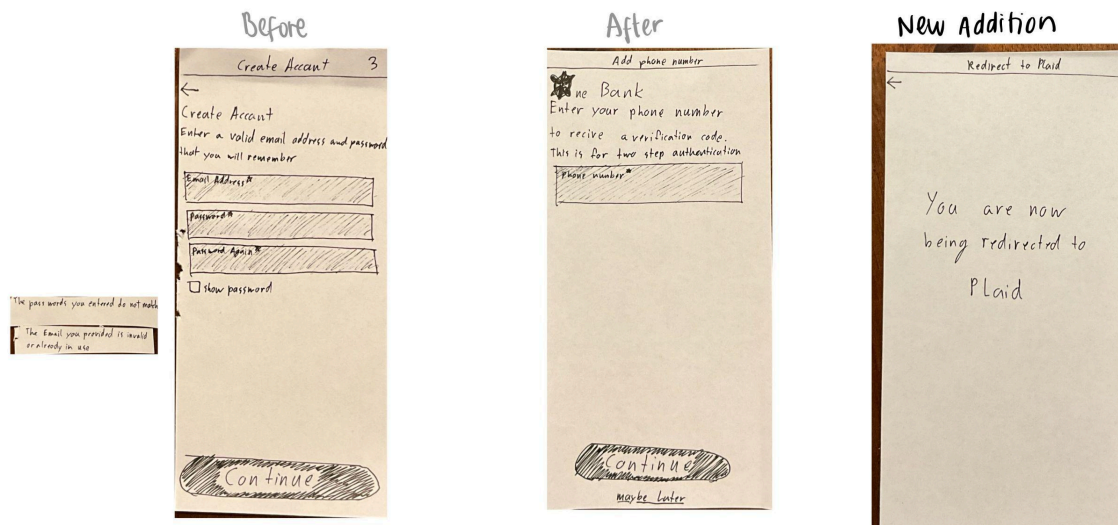 Before
Create Account 3
Create Account
Enter a valid email address and password
that you will remember
Email Address*
Password*
Password Again*
Show password
Continue
The passwords you entered do not match
The Email you provided is invalid
or already in use
After
Add phone number
ne Bank
Enter your phone number
to recive a verification code.
This is for two step authentication
Phone number*
Continue
maybe Later
New Addition
Redirect to Plaid
You are now
being redirected to
Plaid